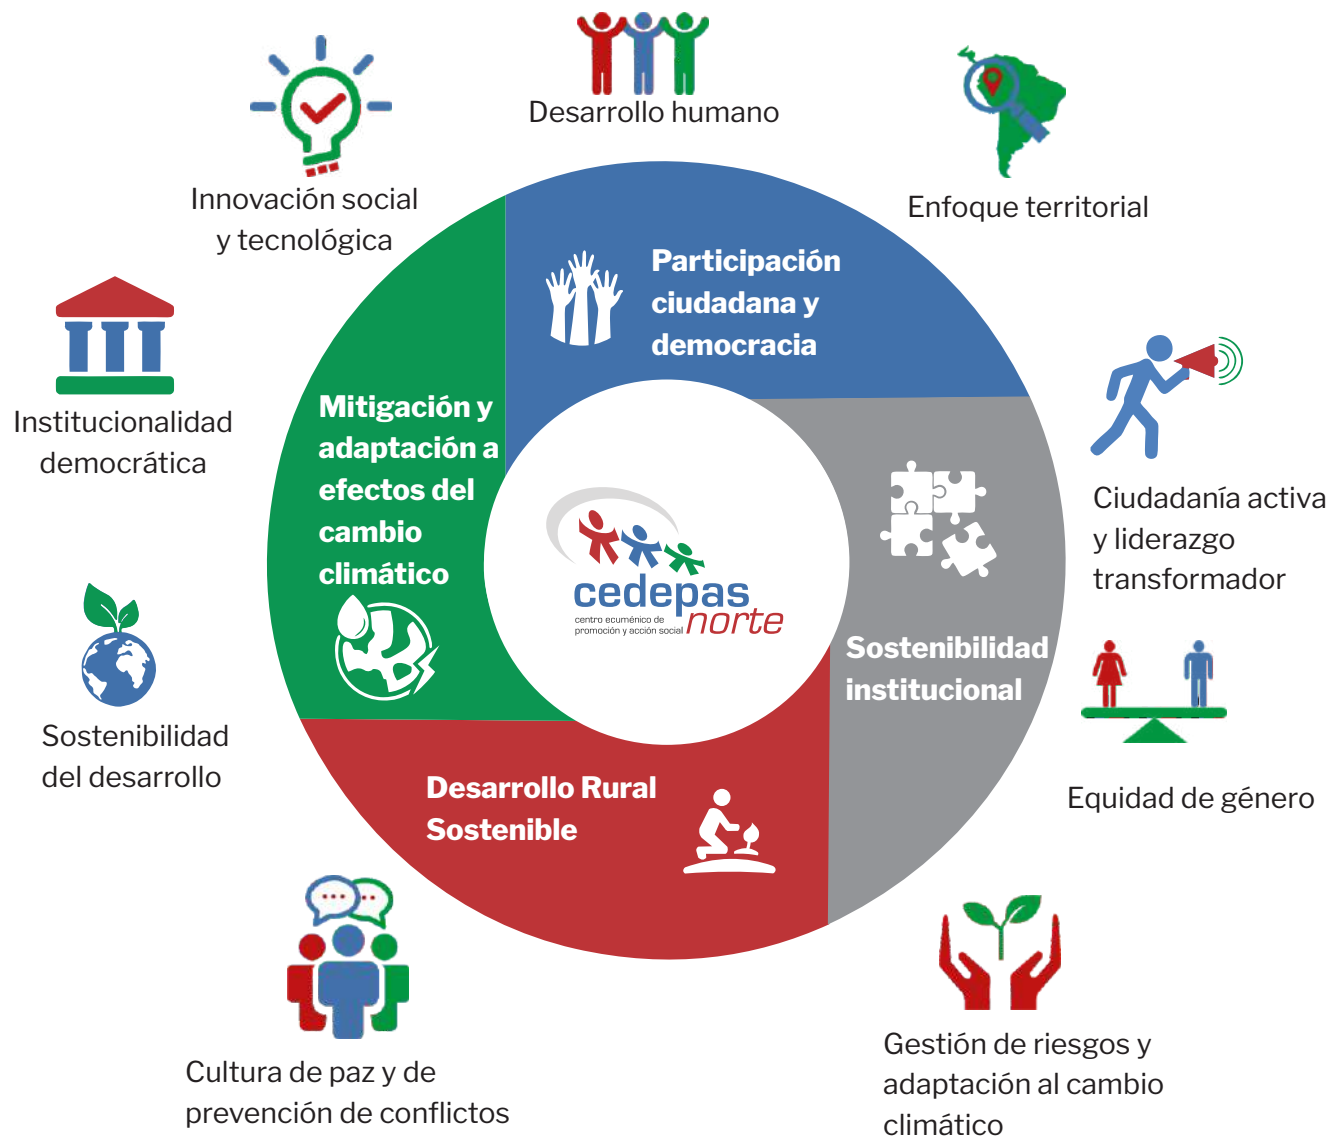 Desarrollo humano
Enfoque territorial
Ciudadanía activa
y liderazgo
transformador
Equidad de género
Gestión de riesgos y
adaptación al cambio
climático
Cultura de paz y de
prevención de conflictos
Sostenibilidad
del desarrollo
Institucionalidad
democrática
Innovación social
y tecnológica
Participación
ciudadana y
democracia
Sostenibilidad
institucional
Desarrollo Rural
Sostenible
Mitigación y
adaptación a
efectos del
cambio
climático
cedepas
centro ecuménico de
promoción y acción social norte